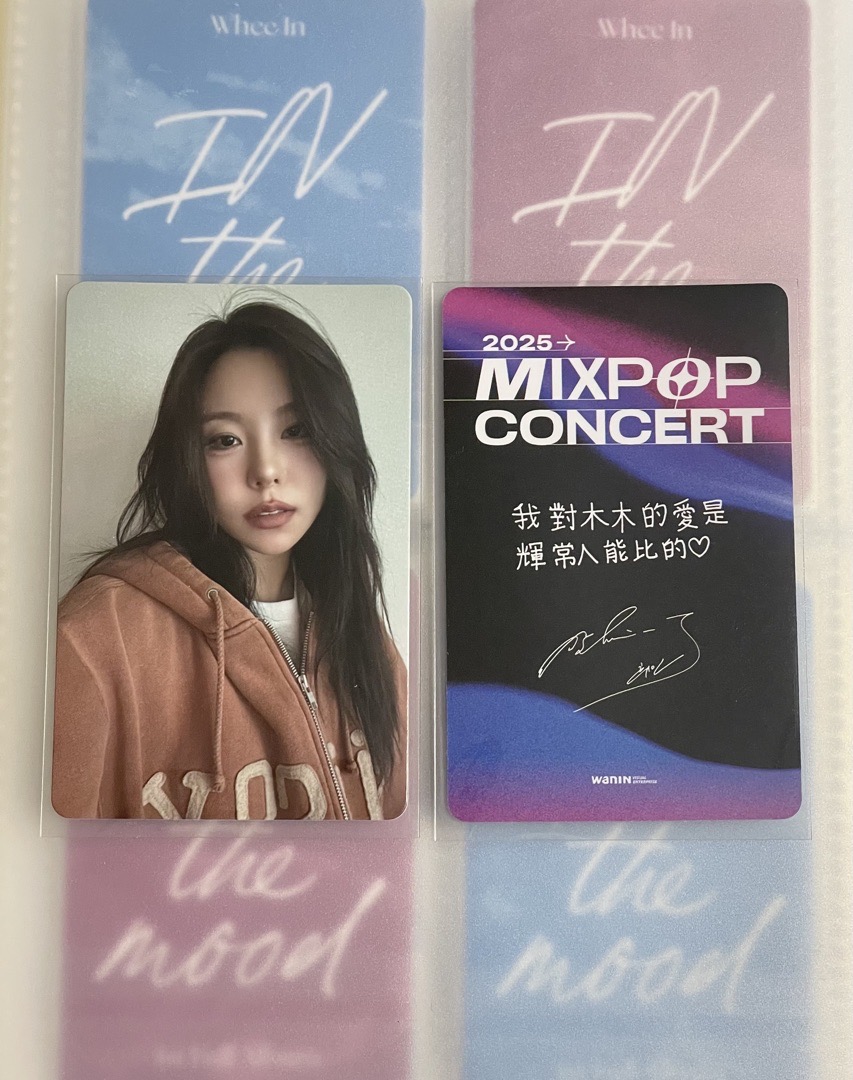 Whee In
IN
the
Whee In
IN
the
2025→
MIXPOP
CONCERT
我對木木的愛是
輝常人能比的♡
wanin
the
mood
the
mood